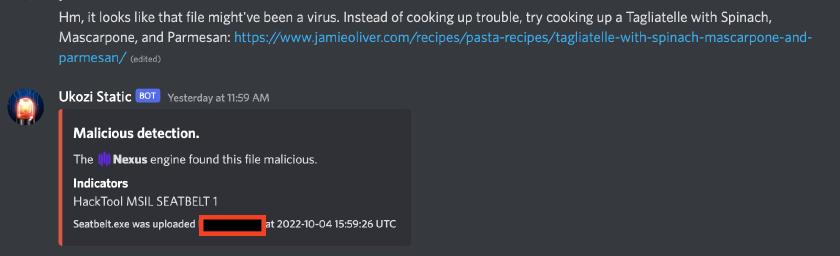 Hm, it looks like that file might've been a virus. Instead of cooking up trouble, try cooking up a Tagliatelle with Spinach,
Mascarpone, and Parmesan: https://www.jamieoliver.com/recipes/pasta-recipes/tagliatelle-with-spinach-mascarpone-and-
parmesan/ (edited)
Ukozi Static BOT Yesterday at 11:59 AM
Malicious detection.
The Nexus engine found this file malicious.
Indicators
HackTool MSIL SEATBELT 1
Seatbelt.exe was uploaded at 2022-10-04 15:59:26 UTC